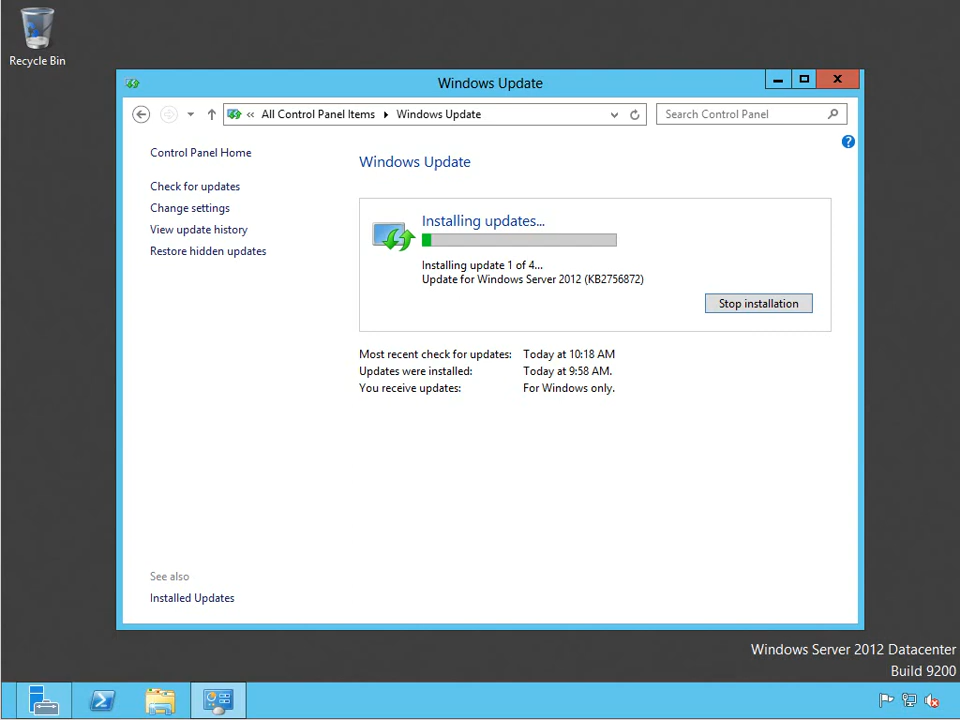 Recycle Bin
Windows Update
« All Control Panel Items Windows Update
Search Control Panel
Control Panel Home
Check for updates
Change settings
View update history
Restore hidden updates
Windows Update
Installing updates...
Installing update 1 of 4...
Update for Windows Server 2012 (KB2756872)
Stop installation
Most recent check for updates: Today at 10:18 AM
Updates were installed: Today at 9:58 AM.
You receive updates: For Windows only.
See also
Installed Updates
Windows Server 2012 Datacenter
Build 9200